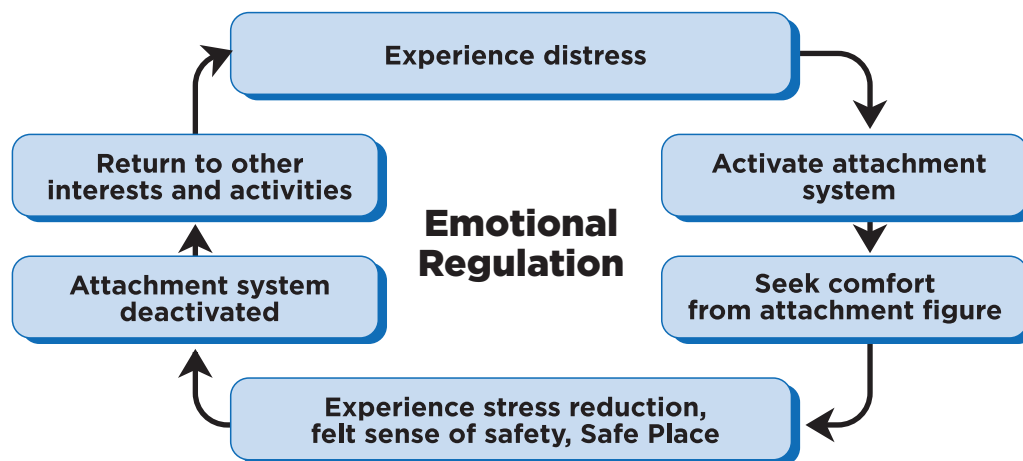 Experience distress
Activate attachment
system
Seek comfort
from attachment figure
Experience stress reduction,
felt sense of safety, Safe Place
Attachment system
deactivated
Return to other
interests and activities
Emotional
Regulation